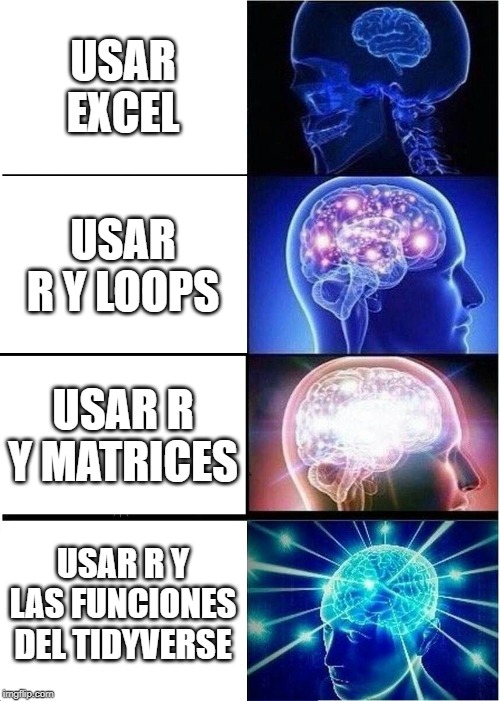 USAR
EXCEL
USAR
R Y LOOPS
USAR R
Y MATRICES
USAR R Y
LAS FUNCIONES
DEL TIDYVERSE
imgflip.com